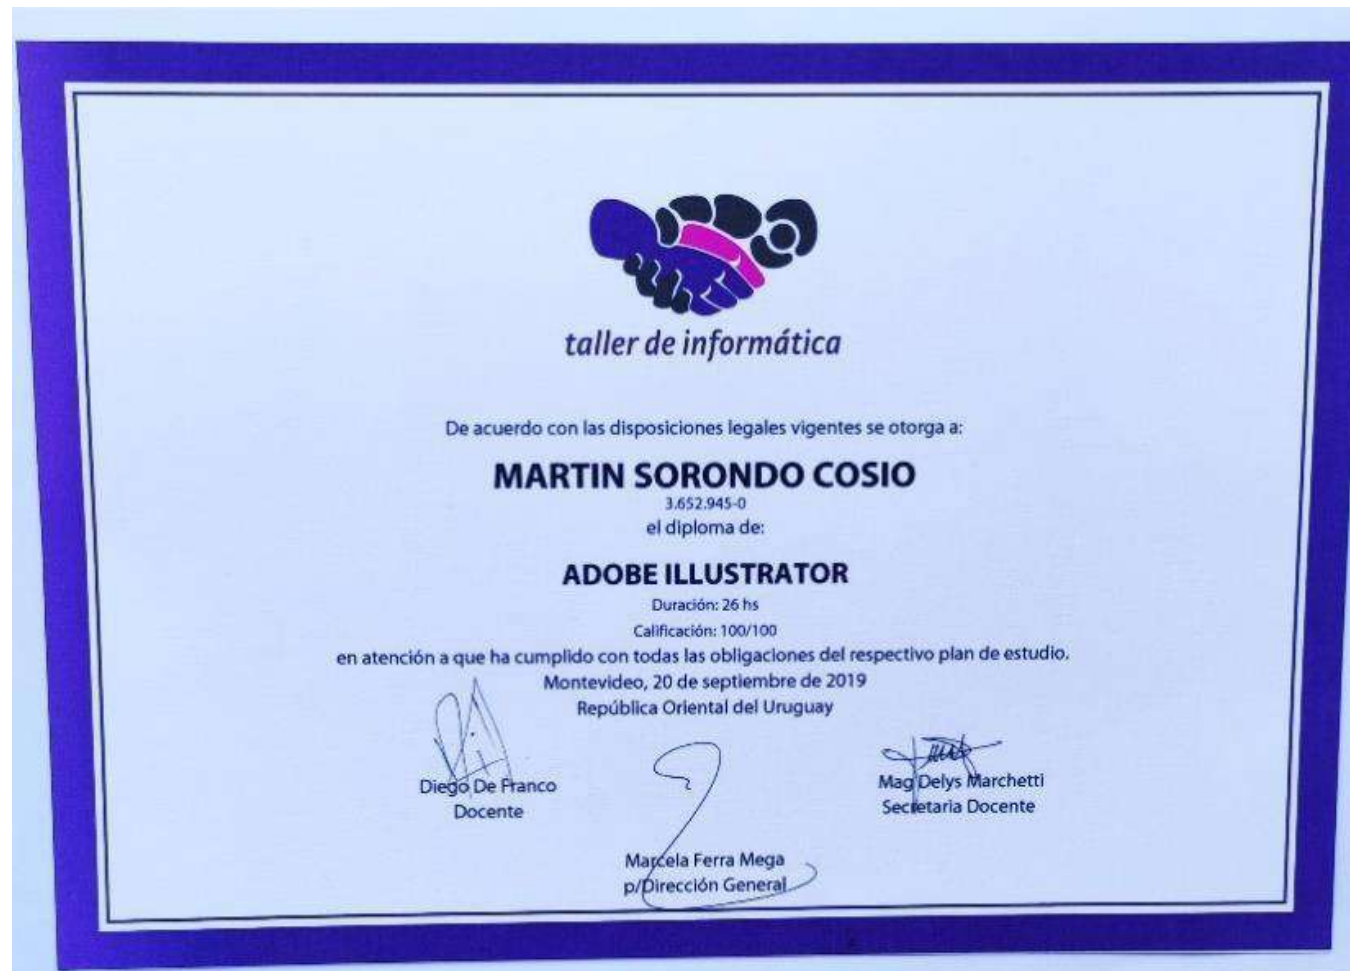 taller de informática
De acuerdo con las disposiciones legales vigentes se otorga a:
MARTIN SORONDO COSIO
3.652.945-0
el diploma de:
ADOBE ILLUSTRATOR
Duración: 26 hs
Calificación: 100/100
en atención a que ha cumplido con todas las obligaciones del respectivo plan de estudio.
Montevideo, 20 de septiembre de 2019
República Oriental del Uruguay
Diego De Franco
Docente
Mag Delys Marchetti
Secretaria Docente
Marcela Ferra Mega
p/Dirección General